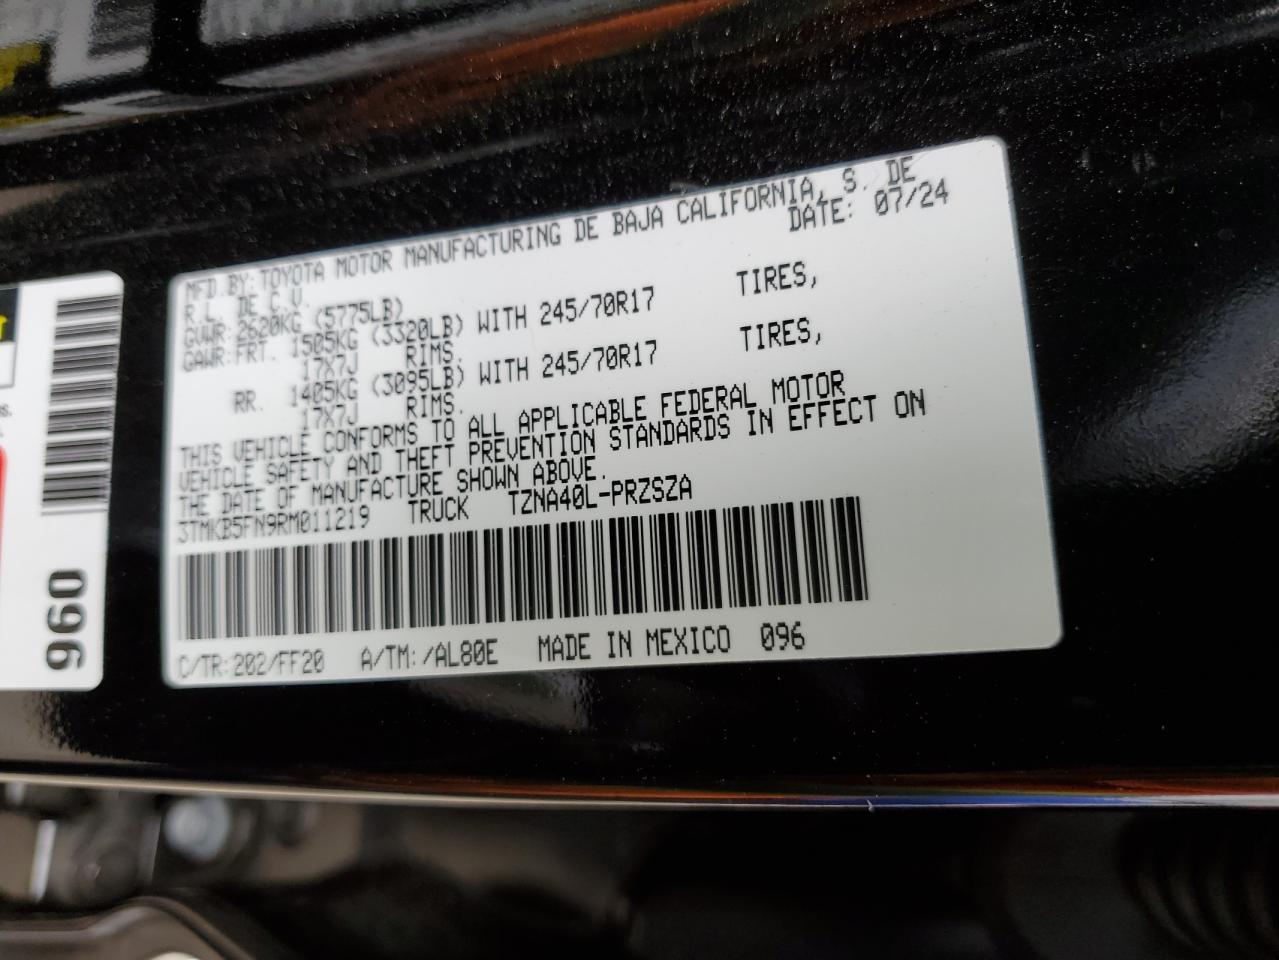 MFD.BY:TOYOTA MOTOR MANUFACTURING DE BAJA CALIFORNIA, S. DE
R.L. DE C.V. DATE: 07/24
GVWR:2620KG (5775LB)
GAWR:FRT. 1505KG (3320LB) WITH 245/70R17 TIRES,
17X7J RIMS.
RR. 1405KG (3095LB) WITH 245/70R17 TIRES,
17X7J RIMS.
THIS VEHICLE CONFORMS TO ALL APPLICABLE FEDERAL MOTOR
VEHICLE SAFETY AND THEFT PREVENTION STANDARDS IN EFFECT ON
THE DATE OF MANUFACTURE SHOWN ABOVE.
3TMKB5FN9RM011219 TRUCK TZNA40L-PRZSZA
C/TR:202/FF20 A/TM:/AL80E MADE IN MEXICO 096
096